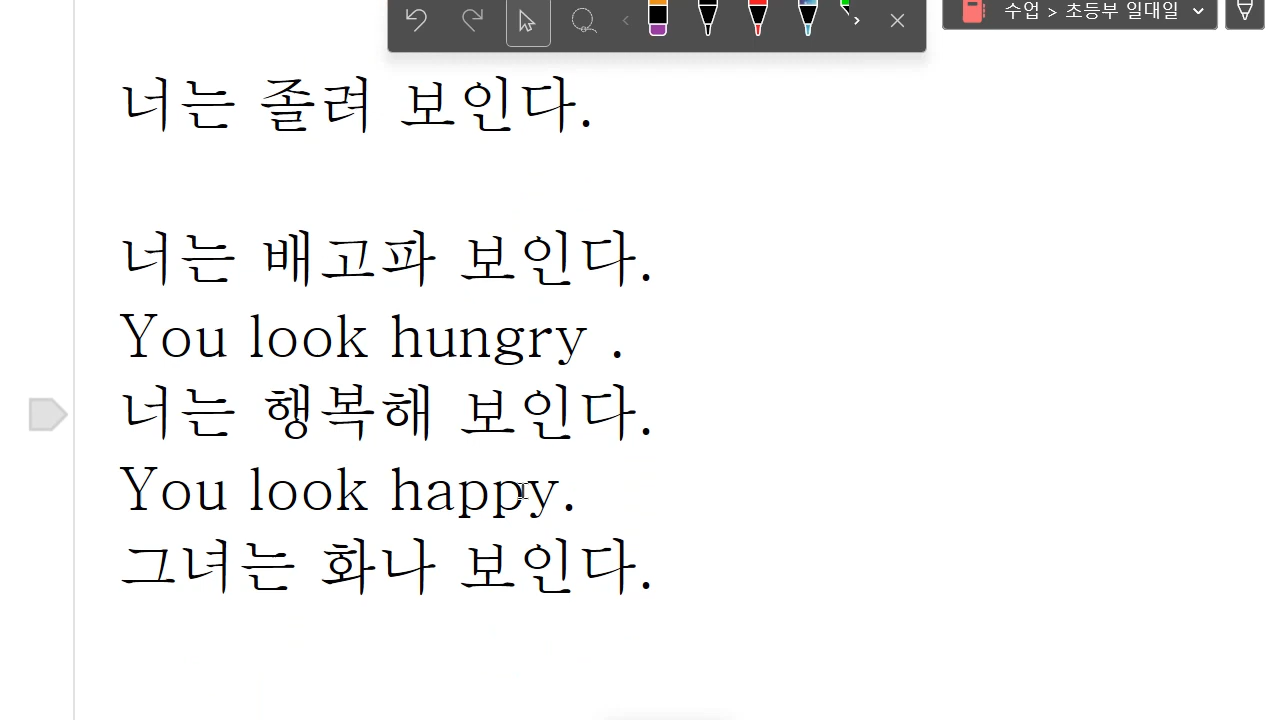 수업 > 초등부 일대일
너는 졸려 보인다.
너는 배고파 보인다.
You look hungry .
너는 행복해 보인다.
You look happy.
그녀는 화나 보인다.